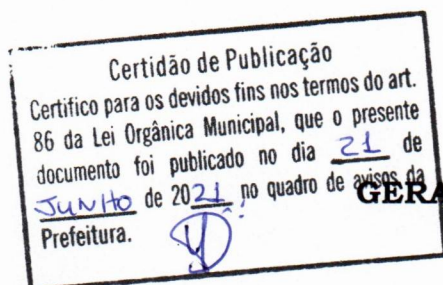 Certidão de Publicação
Certifico para os devidos fins nos termos do art.
86 da Lei Orgânica Municipal, que o presente
documento foi publicado no dia 21 de
JUNHO de 2021 no quadro de avisos da
Prefeitura.
GERA